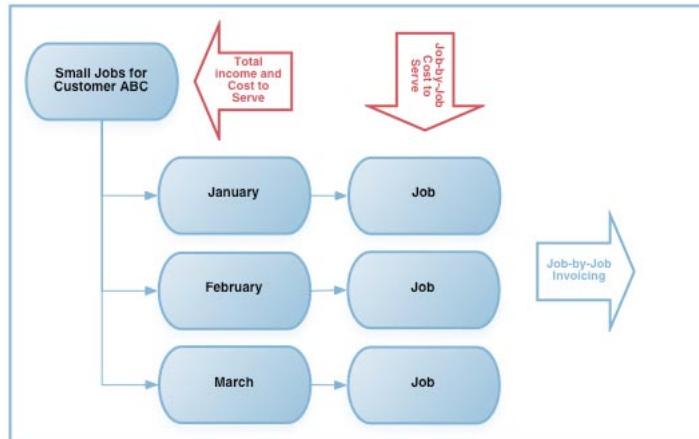 Small Jobs for
Customer ABC
Total
income and
Cost to
Serve
Job-by-Job
Cost to
Serve
January
Job
February
Job
Job-by-Job
Invoicing
March
Job